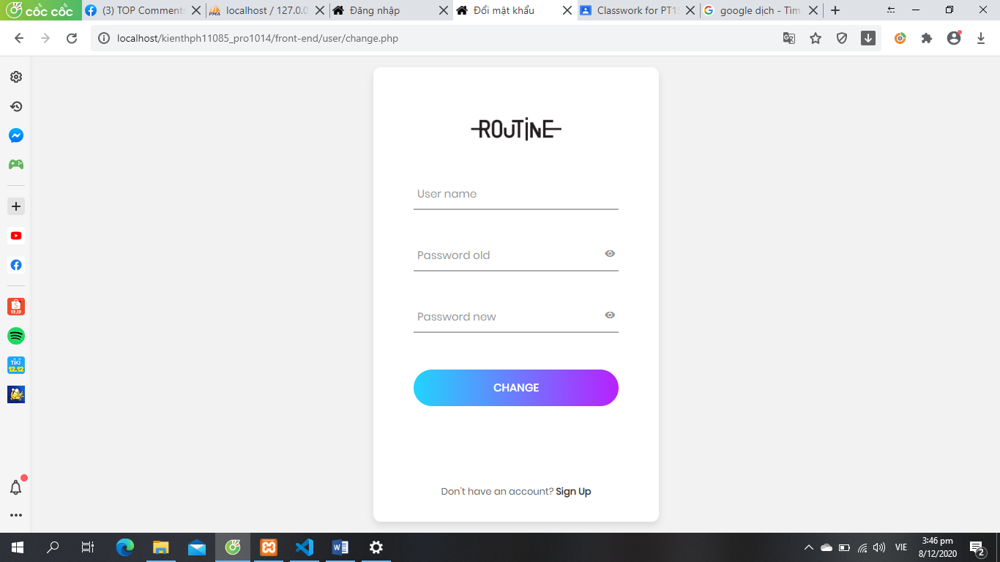 cốc cốc
(3) TOP Comments
localhost / 127.0.0
Đăng nhập
Đổi mật khẩu
Classwork for PT1
google dịch - Tìm
localhost/kienthph11085_pro1014/front-end/user/change.php
ROUTINE
User name
Password old
Password new
CHANGE
Don't have an account? Sign Up
12.12
TIKI
12.12
VIE
3:46 pm
8/12/2020
2